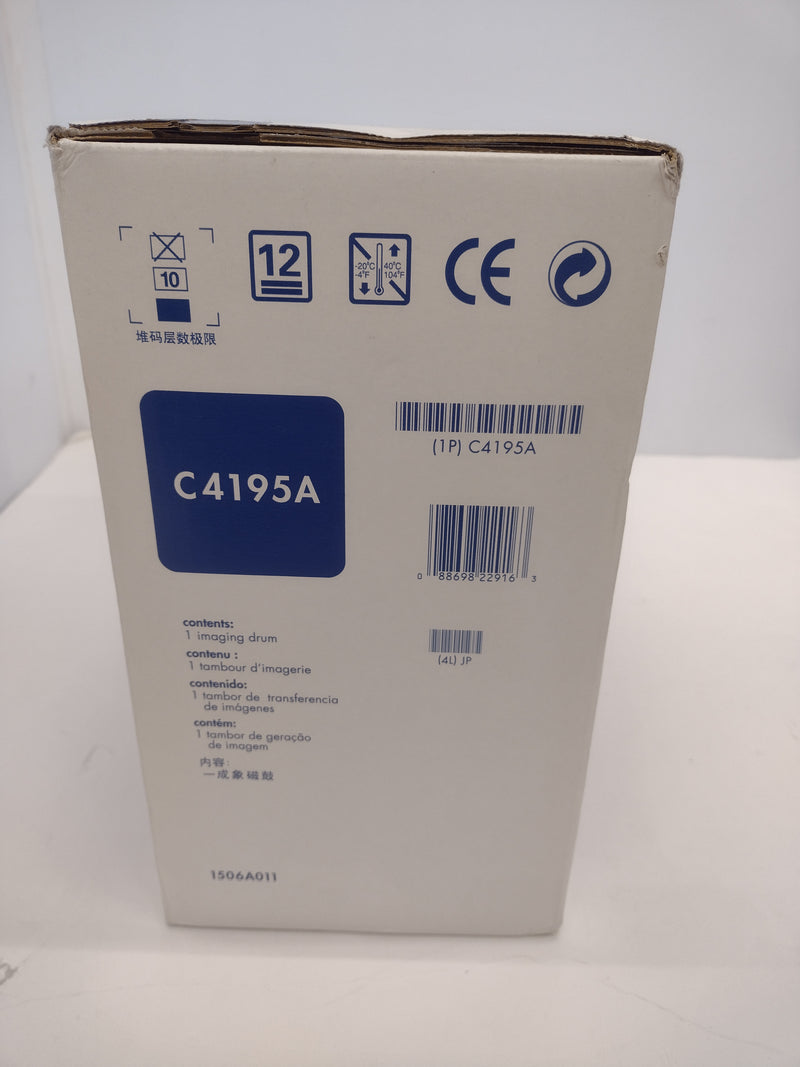 10
堆码层数极限
12
-20°C 40°C
-4°F 104°F
CE
C4195A
(1P) C4195A
0 88698 22916 3
(4L) JP
contents:
1 imaging drum
contenu :
1 tambour d'imagerie
contenido:
1 tambor de transferencia
de imágenes
contém:
1 tambor de geração
de imagem
内容:
一成象磁鼓
1506A011